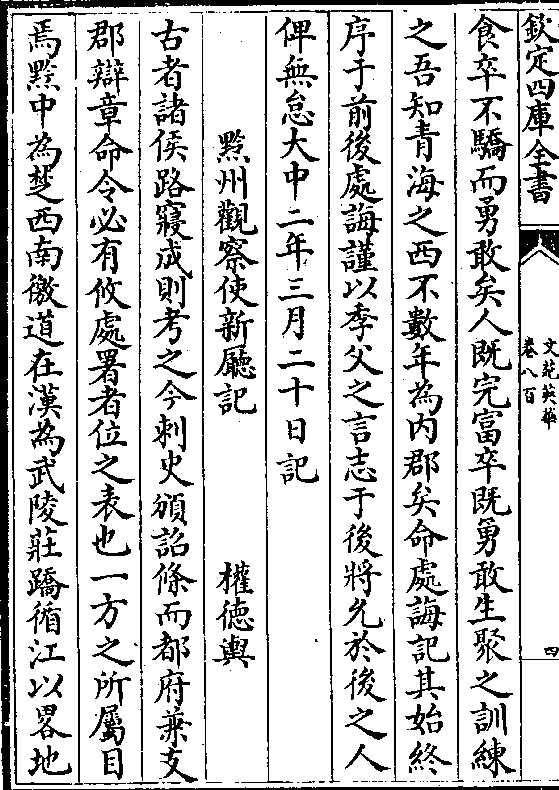 欽定四庫全書
文苑英華
卷八百
四
食卒不驕而勇敢矣人既完富卒既勇敢生聚之訓練
之吾知青海之西不數年為内郡矣命處誨記其始終
序于前後處誨謹以季父之言志于後將允於後之人
俾無怠大中二年三月二十日記
黔州觀察使新廳記　權德輿
古者諸侯路寢成則考之今刺史頒詔條而都府兼支
郡辯章命令必有攸處署者位之表也一方之所屬目
焉黔中為楚西南徼道在漢為武陵莊蹻循江以畧地